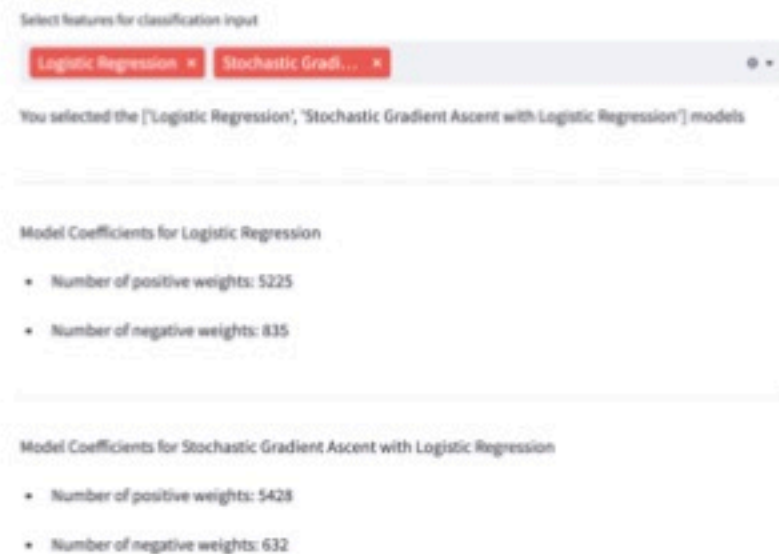 Select features for classification input
Logistic Regression × Stochastic Gradi... ×
You selected the ['Logistic Regression', 'Stochastic Gradient Ascent with Logistic Regression'] models
Model Coefficients for Logistic Regression
• Number of positive weights: 5225
• Number of negative weights: 835
Model Coefficients for Stochastic Gradient Ascent with Logistic Regression
• Number of positive weights: 5428
• Number of negative weights: 632